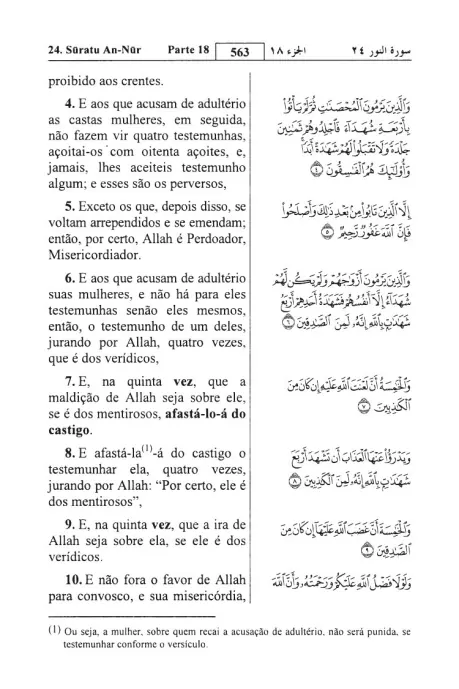 24. Sūratu An-Nūr Parte 18 563 الجزء ١٨ سورة النور ٢٤
proibido aos crentes.
4. E aos que acusam de adultério
as castas mulheres, em seguida,
não fazem vir quatro testemunhas,
açoitai-os com oitenta açoites, e,
jamais, lhes aceiteis testemunho
algum; e esses são os perversos,
5. Exceto os que, depois disso, se
voltam arrependidos e se emendam;
então, por certo, Allah é Perdoador,
Misericordiador.
6. E aos que acusam de adultério
suas mulheres, e não há para eles
testemunhas senão eles mesmos,
então, o testemunho de um deles,
jurando por Allah, quatro vezes,
que é dos verídicos,
7. E, na quinta vez, que a
maldição de Allah seja sobre ele,
se é dos mentirosos, afastá-lo-á do
castigo.
8. E afastá-la(1)-á do castigo o
testemunhar ela, quatro vezes,
jurando por Allah: “Por certo, ele é
dos mentirosos”,
9. E, na quinta vez, que a ira de
Allah seja sobre ela, se ele é dos
verídicos.
10. E não fora o favor de Allah
para convosco, e sua misericórdia,
وَٱلَّذِينَ يَرْمُونَ ٱلْمُحْصَنَٰتِ ثُمَّ لَمْ يَأْتُوا۟
بِأَرْبَعَةِ شُهَدَآءَ فَٱجْلِدُوهُمْ ثَمَٰنِينَ
جَلْدَةً وَلَا تَقْبَلُوا۟ لَهُمْ شَهَٰدَةً أَبَدًا
وَأُو۟لَٰٓئِكَ هُمُ ٱلْفَٰسِقُونَ ٤
إِلَّا ٱلَّذِينَ تَابُوا۟ مِنۢ بَعْدِ ذَٰلِكَ وَأَصْلَحُوا۟
فَإِنَّ ٱللَّهَ غَفُورٌ رَّحِيمٌ ٥
وَٱلَّذِينَ يَرْمُونَ أَزْوَٰجَهُمْ وَلَمْ يَكُن لَّهُمْ
شُهَدَآءُ إِلَّآ أَنفُسُهُمْ فَشَهَٰدَةُ أَحَدِهِمْ أَرْبَعُ
شَهَٰدَٰتٍۭ بِٱللَّهِ إِنَّهُۥ لَمِنَ ٱلصَّٰدِقِينَ ٦
وَٱلْخَٰمِسَةُ أَنَّ لَعْنَتَ ٱللَّهِ عَلَيْهِ إِن كَانَ مِنَ
ٱلْكَٰذِبِينَ ٧
وَيَدْرَؤُا۟ عَنْهَا ٱلْعَذَابَ أَن تَشْهَدَ أَرْبَعَ
شَهَٰدَٰتٍۭ بِٱللَّهِ إِنَّهُۥ لَمِنَ ٱلْكَٰذِبِينَ ٨
وَٱلْخَٰمِسَةَ أَنَّ غَضَبَ ٱللَّهِ عَلَيْهَآ إِن كَانَ مِنَ
ٱلصَّٰدِقِينَ ٩
وَلَوْلَا فَضْلُ ٱللَّهِ عَلَيْكُمْ وَرَحْمَتُهُۥ وَأَنَّ ٱللَّهَ
(1) Ou seja, a mulher, sobre quem recai a acusação de adultério, não será punida, se
testemunhar conforme o versículo.